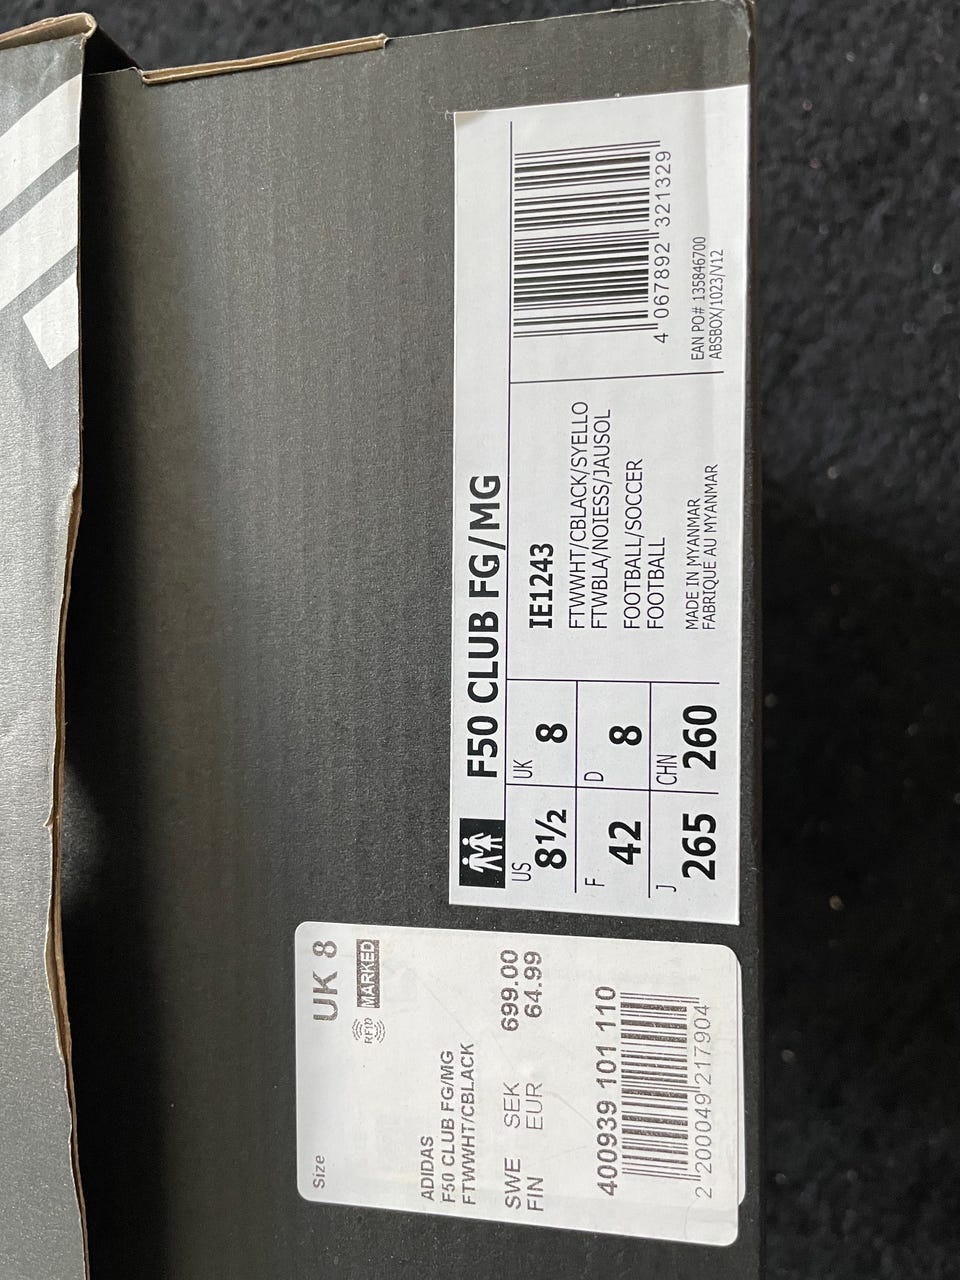 F50 CLUB FG/MG
US
8½
UK
8
F
42
D
8
J
265
CHN
260
IE1243
FTWWHT/CBLACK/SYELLO
FTWBLA/NOIESS/JAUSOL
FOOTBALL/SOCCER
FOOTBALL
MADE IN MYANMAR
FABRIQUE AU MYANMAR
4 067892 321329
EAN PO# 135846700
ABSBOX/1023/V12
Size UK 8
RFID MARKED
ADIDAS
F50 CLUB FG/MG
FTWWHT/CBLACK
SWE SEK 699.00
FIN EUR 64.99
400939 101 110
2 200049 217904